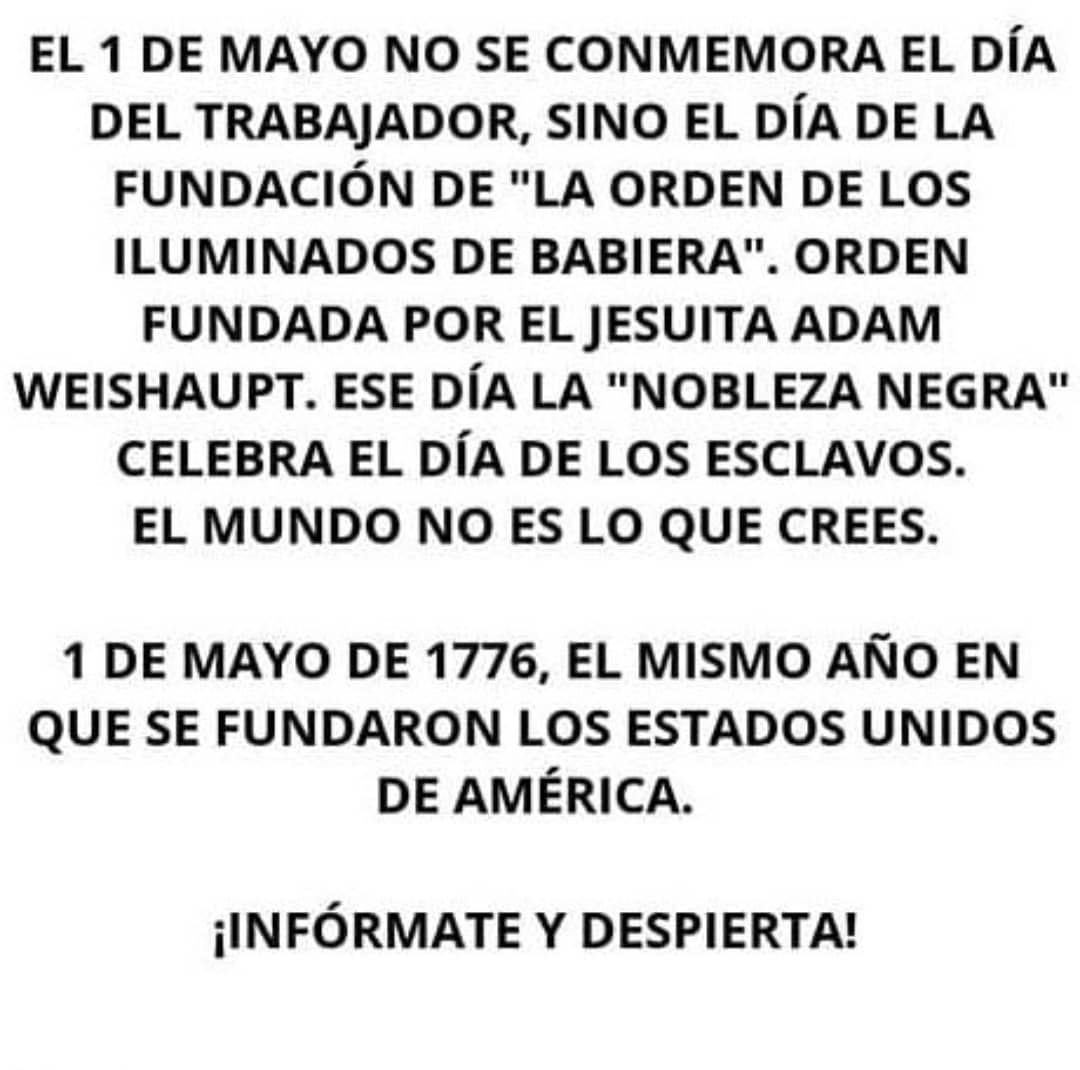 EL 1 DE MAYO NO SE CONMEMORA EL DÍA
DEL TRABAJADOR, SINO EL DÍA DE LA
FUNDACIÓN DE "LA ORDEN DE LOS
ILUMINADOS DE BABIERA". ORDEN
FUNDADA POR EL JESUITA ADAM
WEISHAUPT. ESE DÍA LA "NOBLEZA NEGRA"
CELEBRA EL DÍA DE LOS ESCLAVOS.
EL MUNDO NO ES LO QUE CREES.
1 DE MAYO DE 1776, EL MISMO AÑO EN
QUE SE FUNDARON LOS ESTADOS UNIDOS
DE AMÉRICA.
¡INFÓRMATE Y DESPIERTA!